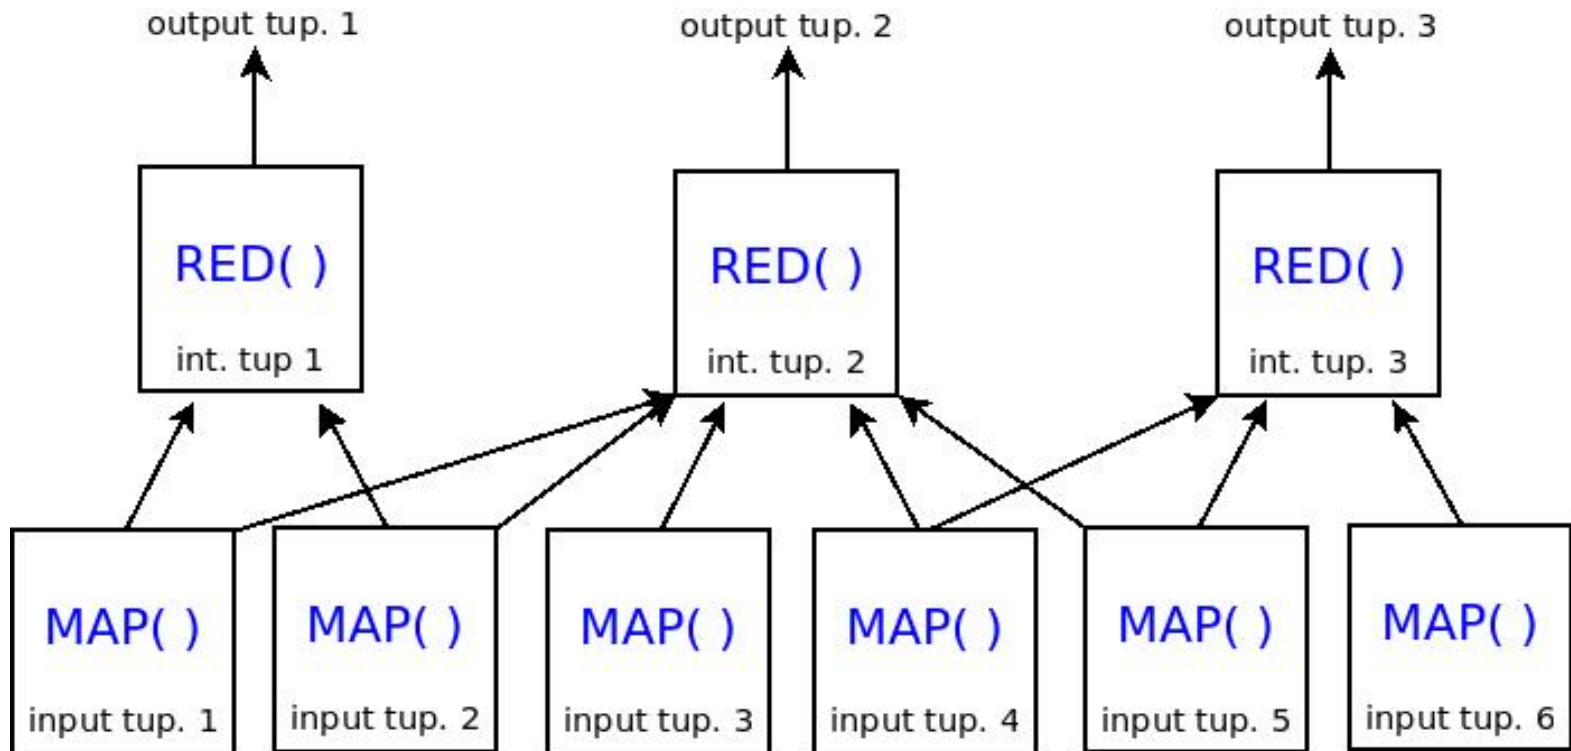 output tup. 1
output tup. 2
output tup. 3
RED( )
RED( )
RED( )
int. tup 1
int. tup. 2
int. tup. 3
MAP( )
MAP( )
MAP( )
MAP( )
MAP( )
MAP( )
input tup. 1
input tup. 2
input tup. 3
input tup. 4
input tup. 5
input tup. 6